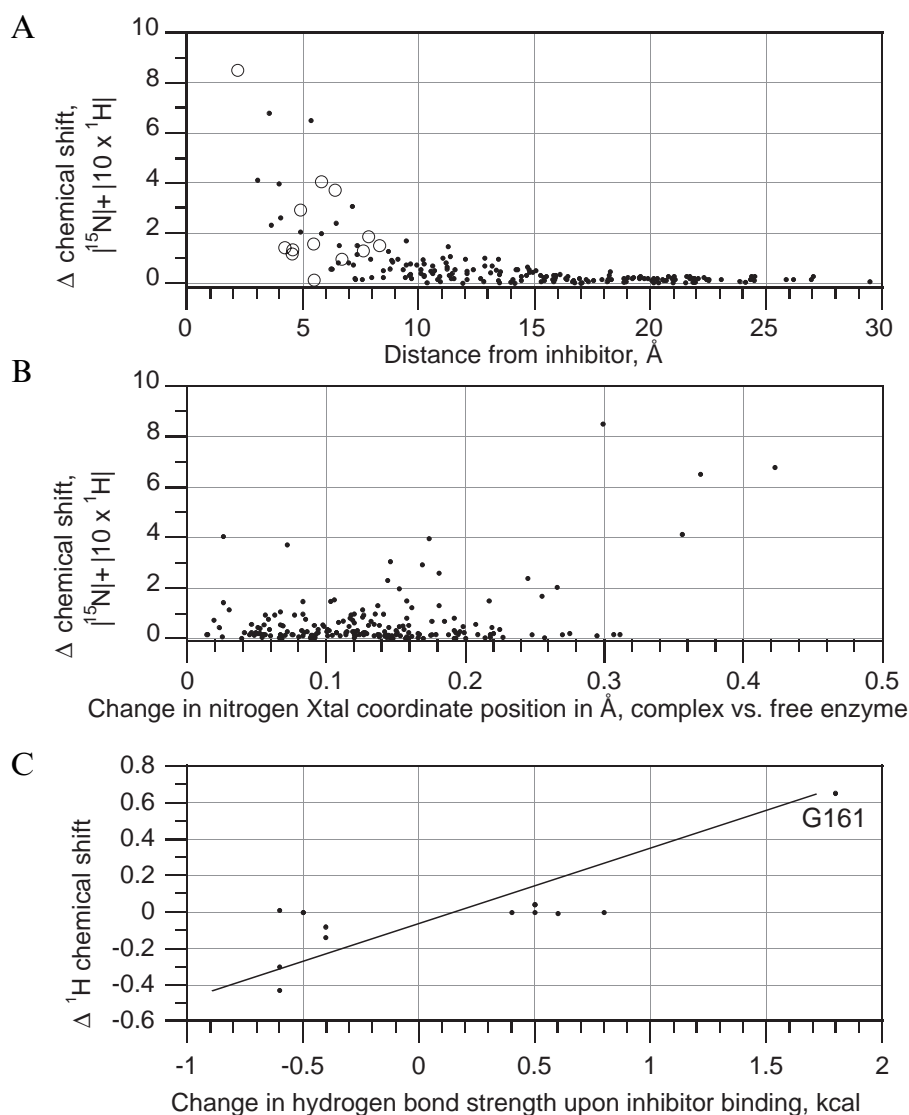 A
10
8
6
4
2
0
Δ chemical shift,
|¹⁵N|+ |10 x ¹H|
0 5 10 15 20 25 30
Distance from inhibitor, Å
B
10
8
6
4
2
0
Δ chemical shift,
|¹⁵N|+ |10 x ¹H|
0 0.1 0.2 0.3 0.4 0.5
Change in nitrogen Xtal coordinate position in Å, complex vs. free enzyme
C
0.8
0.6
0.4
0.2
0
-0.2
-0.4
-0.6
Δ ¹H chemical shift
G161
-1 -0.5 0 0.5 1 1.5 2
Change in hydrogen bond strength upon inhibitor binding, kcal